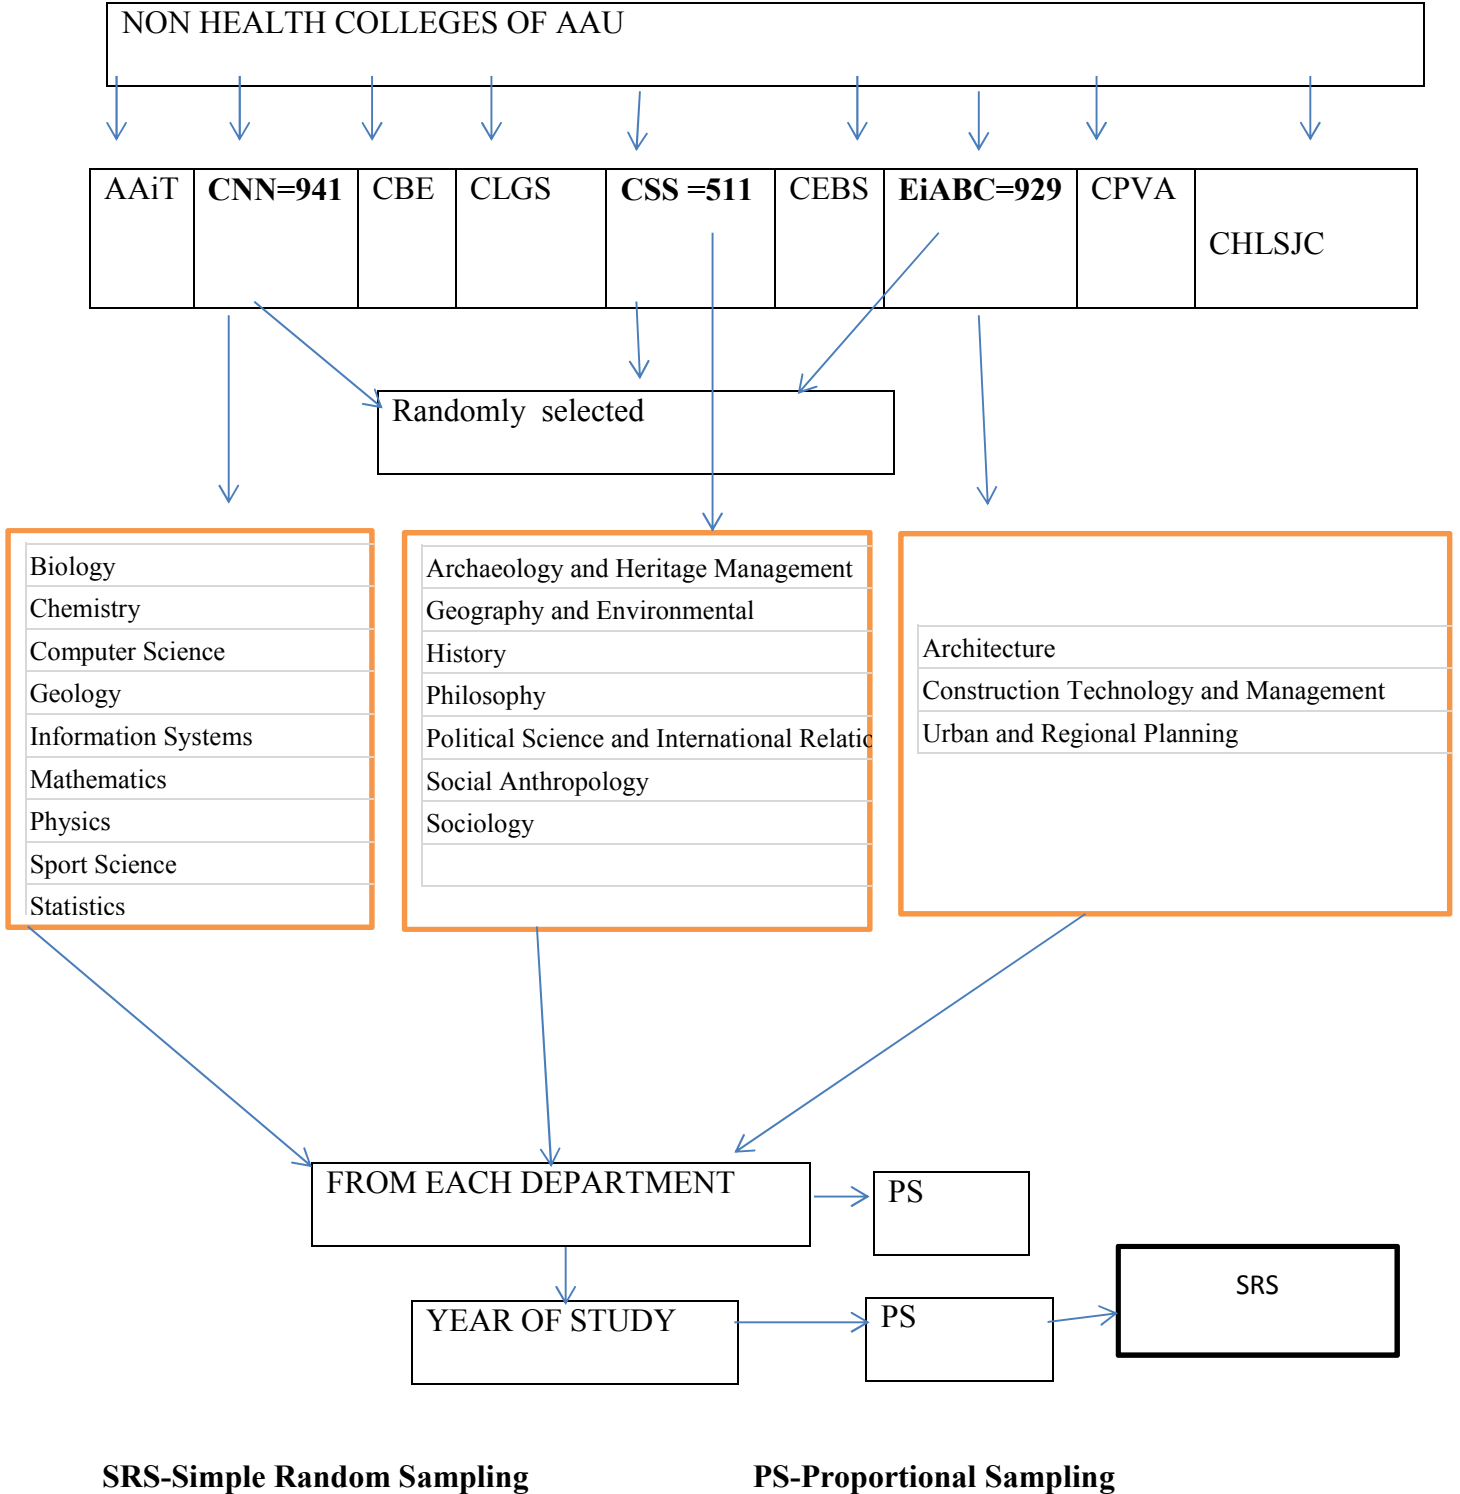 NON HEALTH COLLEGES OF AAU
AAiT
CNN=941
CBE
CLGS
CSS =511
CEBS
EiABC=929
CPVA
CHLSJC
Randomly selected
Biology
Chemistry
Computer Science
Geology
Information Systems
Mathematics
Physics
Sport Science
Statistics
Archaeology and Heritage Management
Geography and Environmental
History
Philosophy
Political Science and International Relatio
Social Anthropology
Sociology
Architecture
Construction Technology and Management
Urban and Regional Planning
FROM EACH DEPARTMENT
PS
YEAR OF STUDY
PS
SRS
SRS-Simple Random Sampling
PS-Proportional Sampling